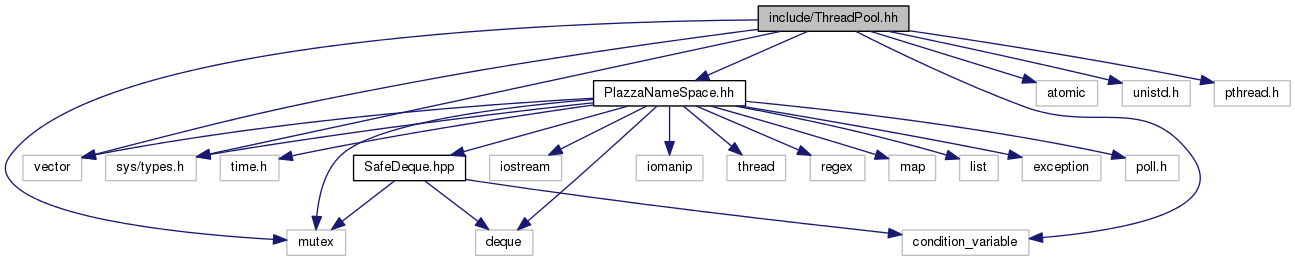 include/ThreadPool.hh
PlazzaNameSpace.hh
atomic
unistd.h
pthread.h
vector
sys/types.h
time.h
SafeDeque.hpp
iostream
iomanip
thread
regex
map
list
exception
poll.h
mutex
deque
condition_variable